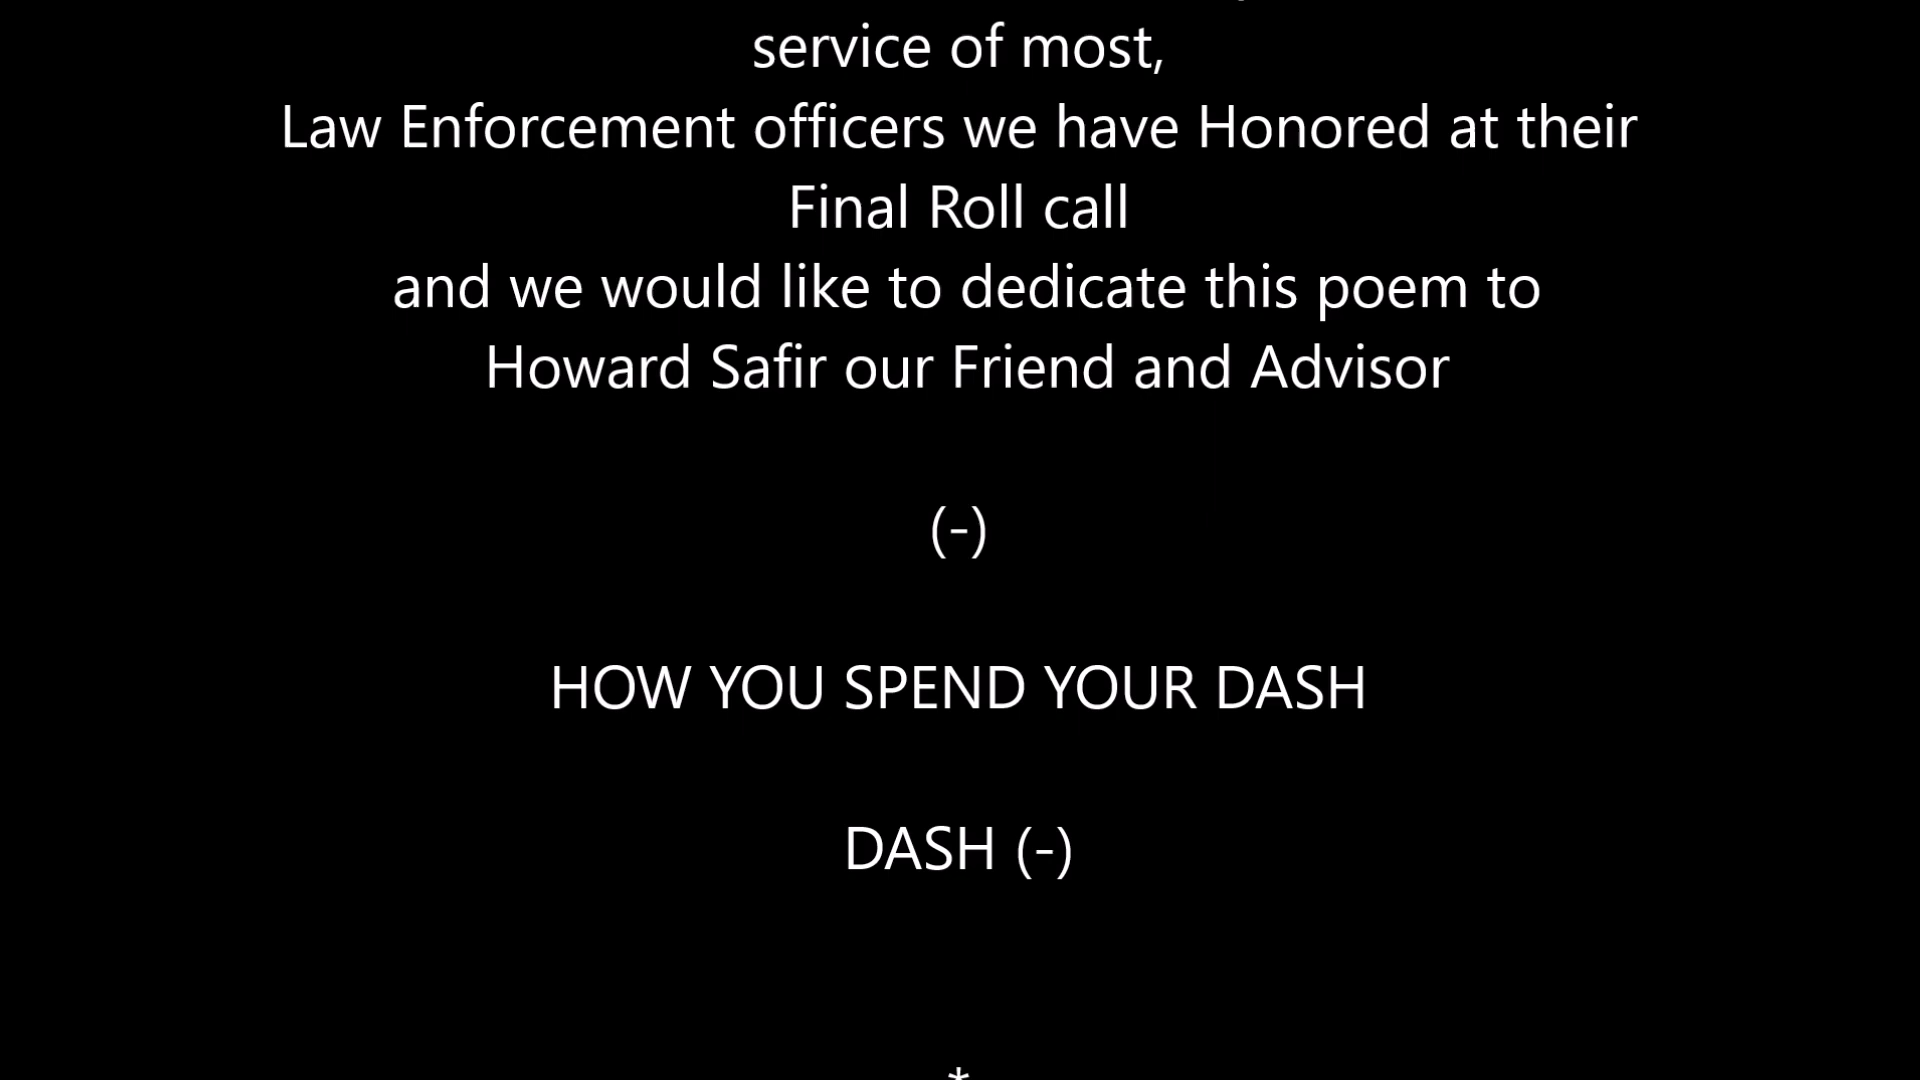 service of most,
Law Enforcement officers we have Honored at their
Final Roll call
and we would like to dedicate this poem to
Howard Safir our Friend and Advisor
(-)
HOW YOU SPEND YOUR DASH
DASH (-)
*